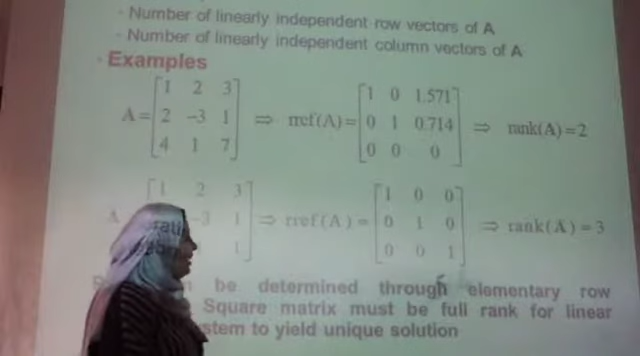 - Number of linearly independent row vectors of A
- Number of linearly independent column vectors of A
- Examples
A = [1 2 3; 2 -3 1; 4 1 7] ⇒ rref(A) = [1 0 1.571; 0 1 0.714; 0 0 0] ⇒ rank(A) = 2
A [1 2 3; -3 1; 1] ⇒ rref(A) = [1 0 0; 0 1 0; 0 0 1] ⇒ rank(A) = 3
be determined through elementary row
Square matrix must be full rank for linear
to yield unique solution